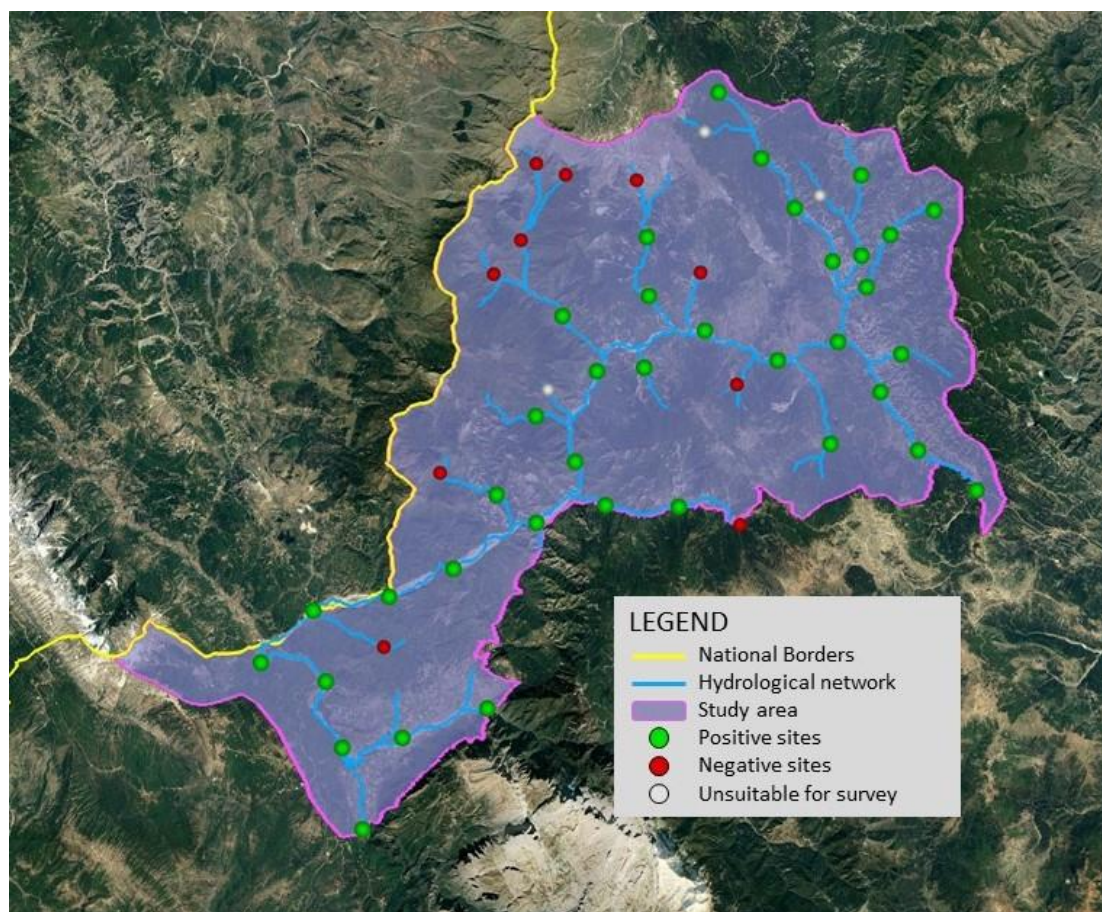 LEGEND
National Borders
Hydrological network
Study area
Positive sites
Negative sites
Unsuitable for survey